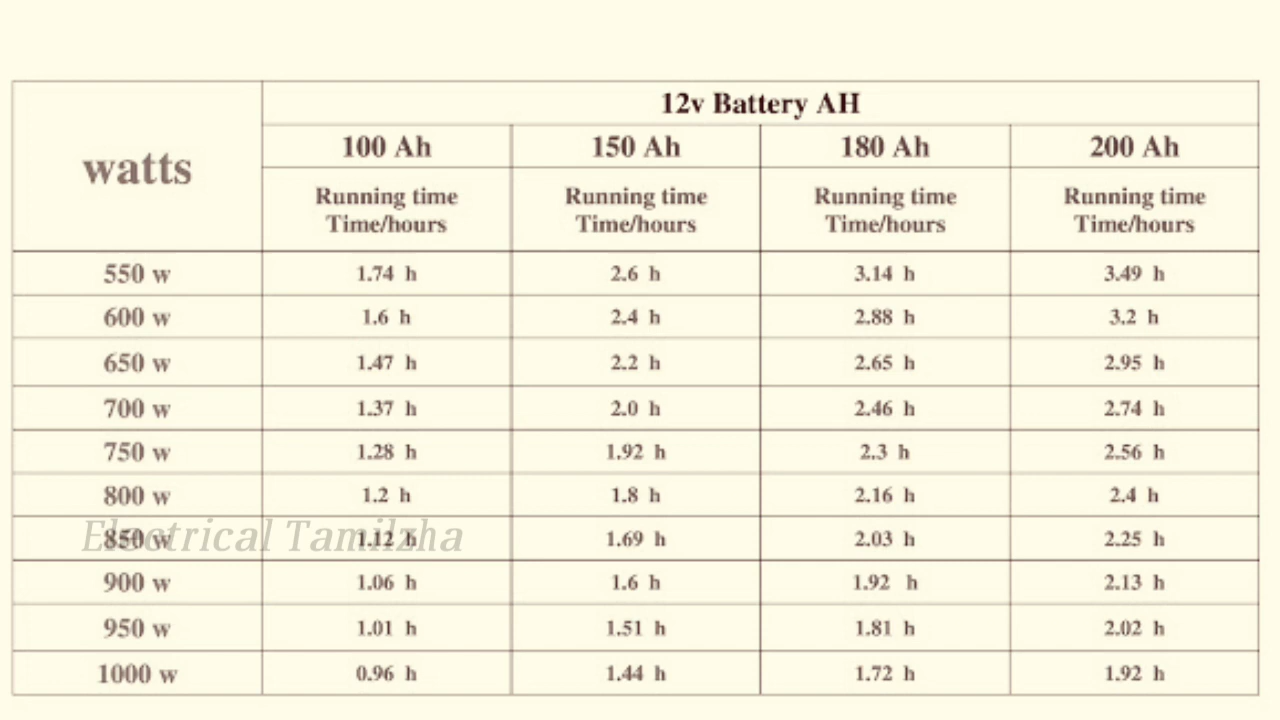 12v Battery AH
watts
100 Ah 150 Ah 180 Ah 200 Ah
Running time Running time Running time Running time
Time/hours Time/hours Time/hours Time/hours
550 w 1.74 h 2.6 h 3.14 h 3.49 h
600 w 1.6 h 2.4 h 2.88 h 3.2 h
650 w 1.47 h 2.2 h 2.65 h 2.95 h
700 w 1.37 h 2.0 h 2.46 h 2.74 h
750 w 1.28 h 1.92 h 2.3 h 2.56 h
800 w 1.2 h 1.8 h 2.16 h 2.4 h
Electrical Tamilzha
850 w 1.12 h 1.69 h 2.03 h 2.25 h
900 w 1.06 h 1.6 h 1.92 h 2.13 h
950 w 1.01 h 1.51 h 1.81 h 2.02 h
1000 w 0.96 h 1.44 h 1.72 h 1.92 h